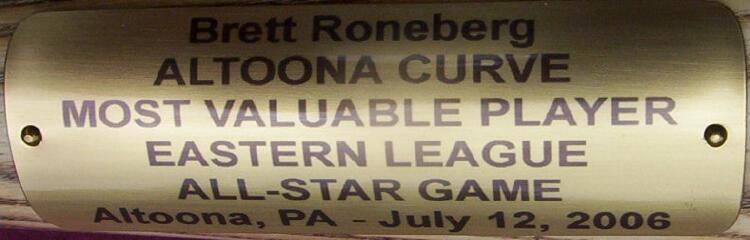 Brett Roneberg
ALTOONA CURVE
MOST VALUABLE PLAYER
EASTERN LEAGUE
ALL-STAR GAME
Altoona, PA - July 12, 2006